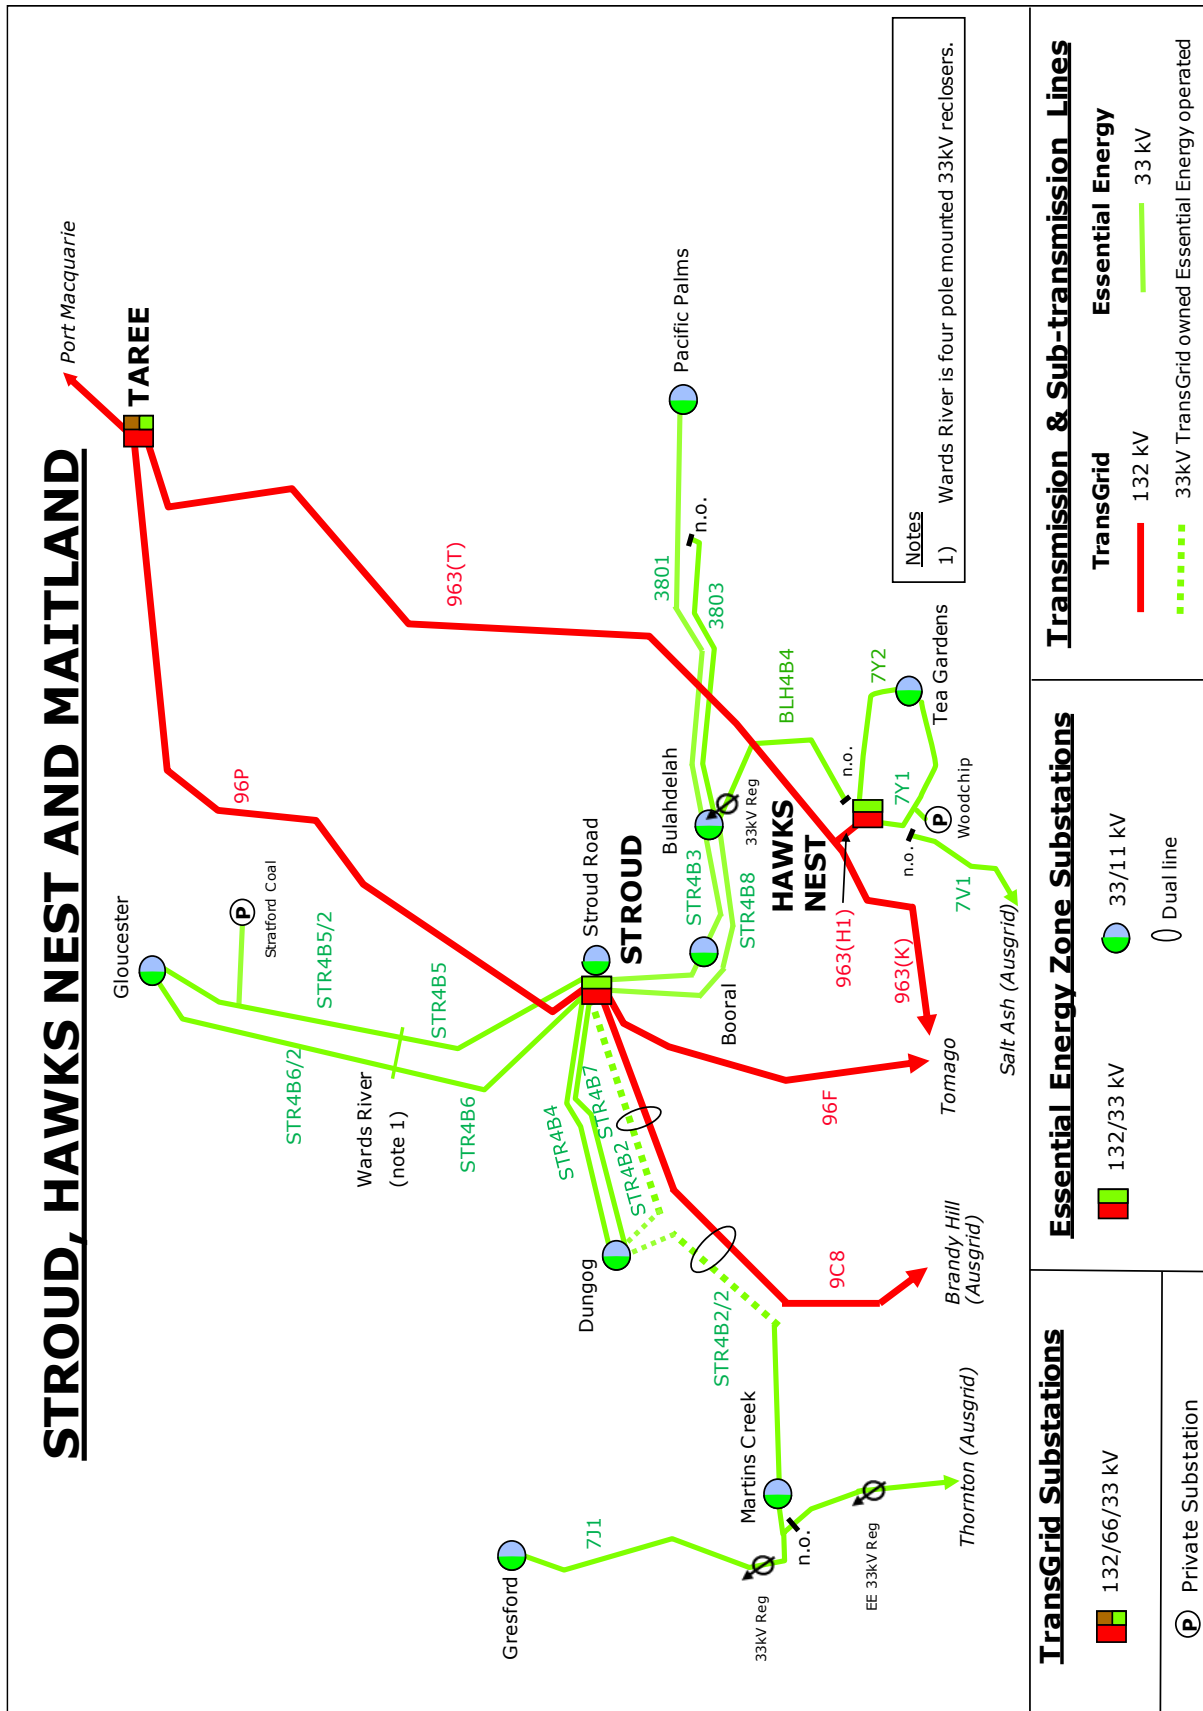 STROUD, HAWKS NEST AND MAITLAND
Port Macquarie
TAREE
96P
963(T)
Gloucester
Stratford Coal
STR4B5/2
STR4B6/2
STR4B5
Wards River
(note 1)
STR4B6
Stroud Road
STROUD
STR4B4
STR4B7
STR4B2
Dungog
STR4B2/2
Gresford
7J1
33kV Reg
n.o.
Martins Creek
EE 33kV Reg
Thornton (Ausgrid)
9C8
Brandy Hill
(Ausgrid)
96F
Tomago
Booral
STR4B3
STR4B8
Bulahdelah
33kV Reg
3801
3803
n.o.
Pacific Palms
BLH4B4
HAWKS
NEST
n.o.
7Y2
Tea Gardens
7Y1
P
Woodchip
n.o.
7V1
963(H1)
963(K)
Salt Ash (Ausgrid)
P
Notes
1) Wards River is four pole mounted 33kV reclosers.
TransGrid Substations
132/66/33 kV
P Private Substation
Essential Energy Zone Substations
132/33 kV
33/11 kV
Dual line
Transmission & Sub-transmission Lines
TransGrid
Essential Energy
132 kV
33 kV
33kV TransGrid owned Essential Energy operated